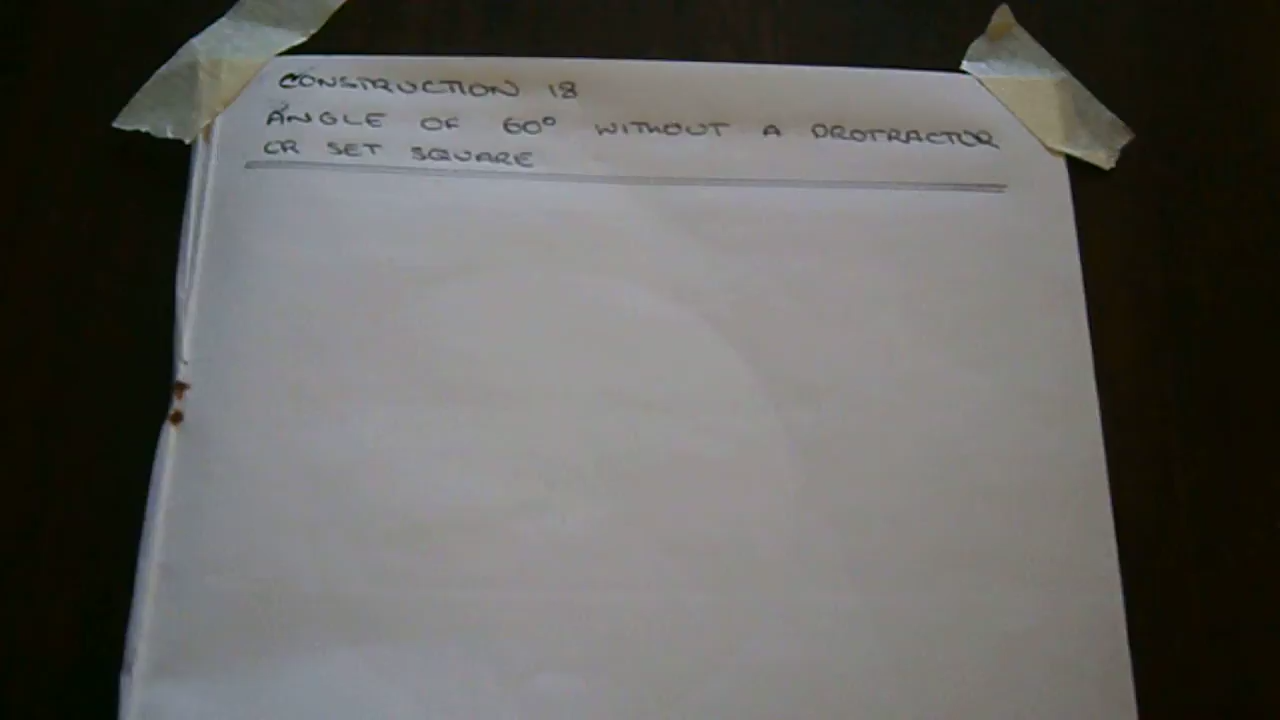 CONSTRUCTION 18
ANGLE OF 60° WITHOUT A PROTRACTOR
OR SET SQUARE